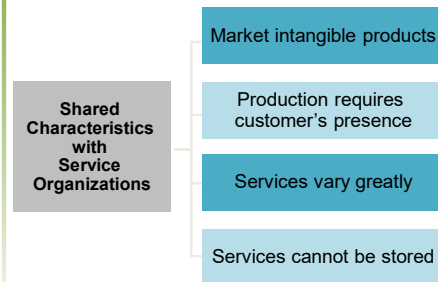 Shared
Characteristics
with
Service
Organizations
Market intangible products
Production requires
customer's presence
Services vary greatly
Services cannot be stored